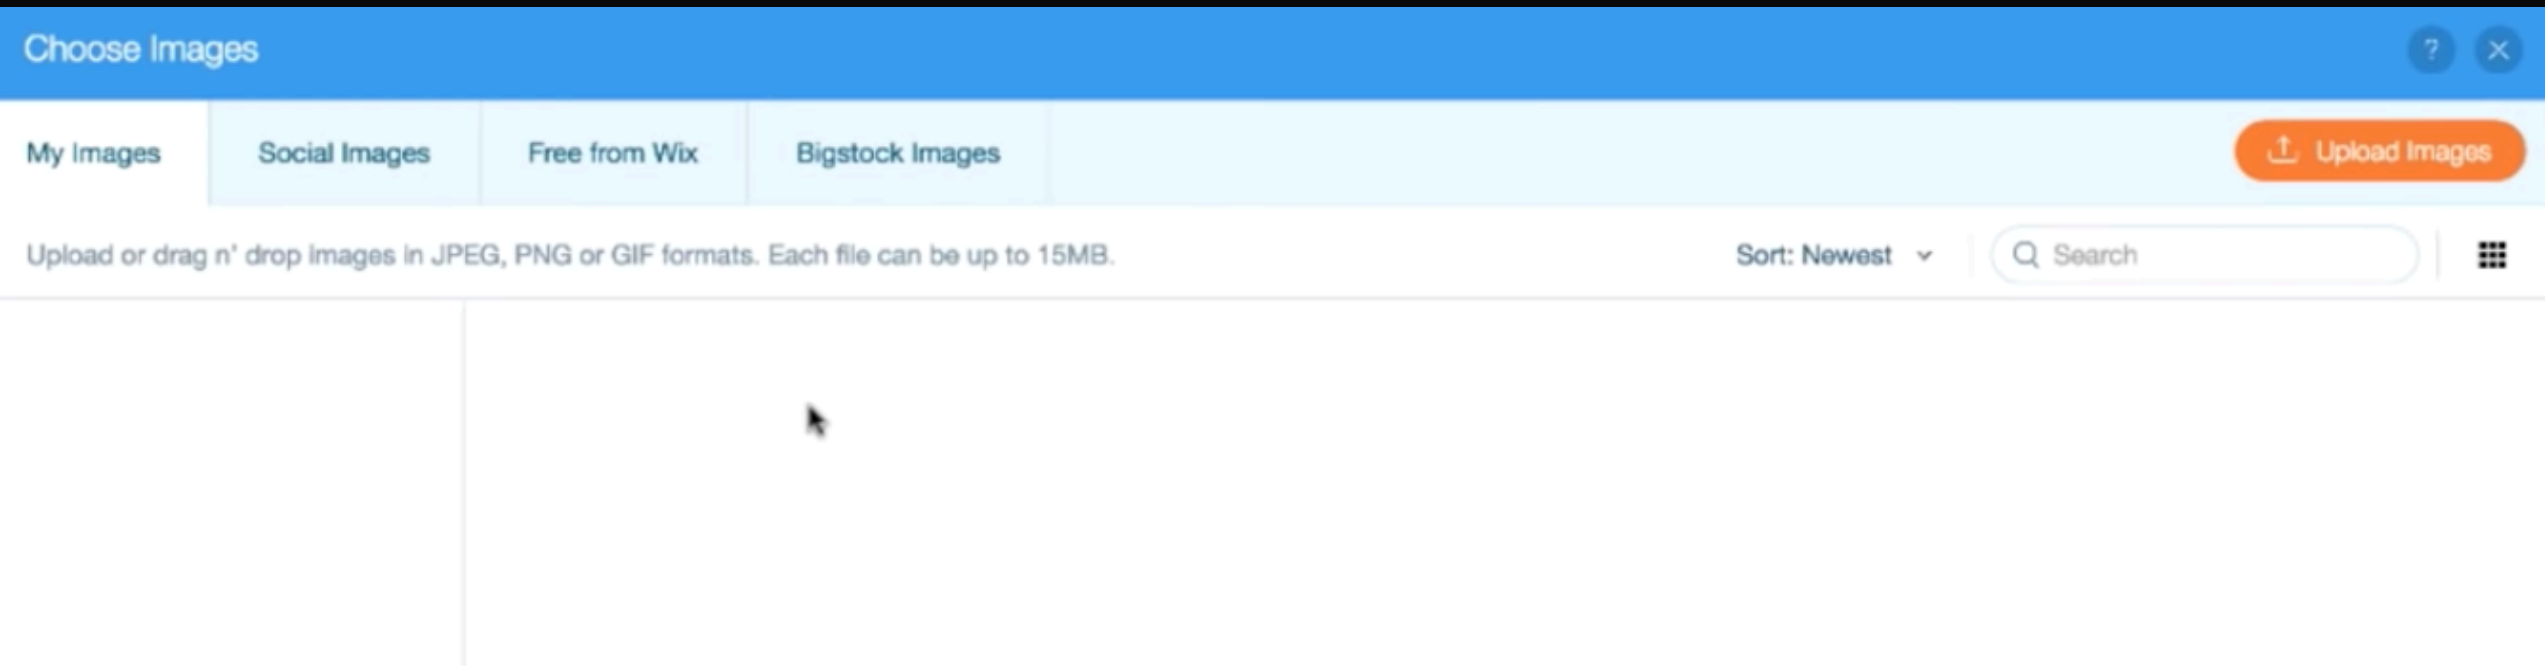 Choose Images
?
My Images
Social Images
Free from Wix
Bigstock Images
Upload Images
Upload or drag n' drop images in JPEG, PNG or GIF formats. Each file can be up to 15MB.
Sort: Newest
Search